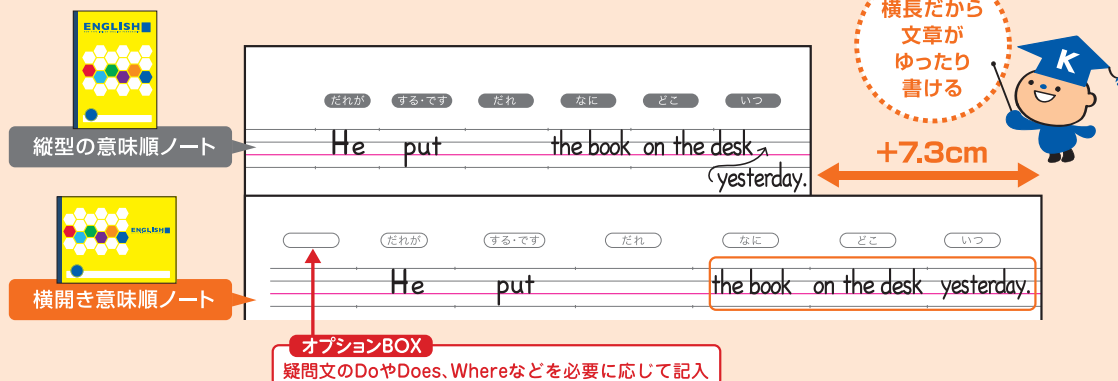 横長だから
文章が
ゆったり
書ける
K
ENGLISH
縦型の意味順ノート
だれが する・です だれ なに どこ いつ
He put the book on the desk
yesterday.
+7.3cm
ENGLISH
横開き意味順ノート
だれが する・です だれ なに どこ いつ
He put the book on the desk yesterday.
オプションBOX
疑問文のDoやDoes、Whereなどを必要に応じて記入